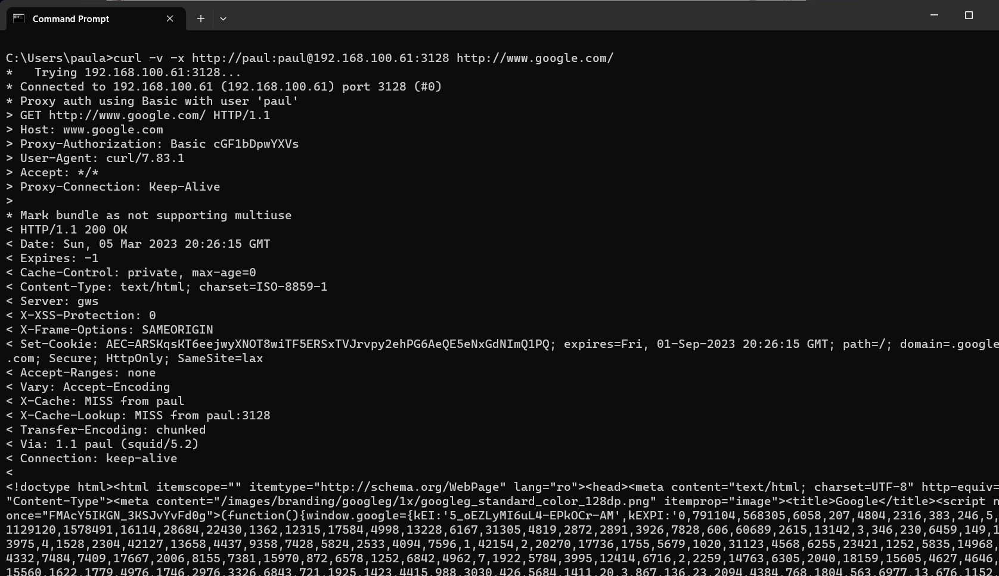 Command Prompt
C:\Users\paula>curl -v -x http://paul:paul@192.168.100.61:3128 http://www.google.com/
*   Trying 192.168.100.61:3128...
* Connected to 192.168.100.61 (192.168.100.61) port 3128 (#0)
* Proxy auth using Basic with user 'paul'
> GET http://www.google.com/ HTTP/1.1
> Host: www.google.com
> Proxy-Authorization: Basic cGF1bDpwYXVs
> User-Agent: curl/7.83.1
> Accept: */*
> Proxy-Connection: Keep-Alive
>
* Mark bundle as not supporting multiuse
< HTTP/1.1 200 OK
< Date: Sun, 05 Mar 2023 20:26:15 GMT
< Expires: -1
< Cache-Control: private, max-age=0
< Content-Type: text/html; charset=ISO-8859-1
< Server: gws
< X-XSS-Protection: 0
< X-Frame-Options: SAMEORIGIN
< Set-Cookie: AEC=ARSKqsKT6eejwyXNOT8wiTF5ERSxTVJrvpy2ehPG6AeQE5eNxGdNImQ1PQ; expires=Fri, 01-Sep-2023 20:26:15 GMT; path=/; domain=.google
.com; Secure; HttpOnly; SameSite=lax
< Accept-Ranges: none
< Vary: Accept-Encoding
< X-Cache: MISS from paul
< X-Cache-Lookup: MISS from paul:3128
< Transfer-Encoding: chunked
< Via: 1.1 paul (squid/5.2)
< Connection: keep-alive
<
<!doctype html><html itemscope="" itemtype="http://schema.org/WebPage" lang="ro"><head><meta content="text/html; charset=UTF-8" http-equiv=
"Content-Type"><meta content="/images/branding/googleg/1x/googleg_standard_color_128dp.png" itemprop="image"><title>Google</title><script n
once="FMAcY5IKGN_3KSJvYvFd0g">(function(){window.google={kEI:'5_oEZLyMI6uL4-EPkOCr-AM',kEXPI:'0,791104,568305,6058,207,4804,2316,383,246,5,
1129120,1578491,16114,28684,22430,1362,12315,17584,4998,13228,6167,31305,4819,2872,2891,3926,7828,606,60689,2615,13142,3,346,230,6459,149,1
3975,4,1528,2304,42127,13658,4437,9358,7428,5824,2533,4094,7596,1,42154,2,20270,17736,1755,5679,1020,31123,4568,6255,23421,1252,5835,14968,
4332,7484,7409,17667,2006,8155,7381,15970,872,6578,1252,6842,4962,7,1922,5784,3995,12414,6716,2,2259,14763,6305,2040,18159,15605,4627,4646,
15560,1622,1779,4976,1746,2976,3326,6843,721,1925,1423,4415,988,3030,426,5684,1411,20,3,867,136,23,2094,4384,768,1804,563,6977,13,676,1152,